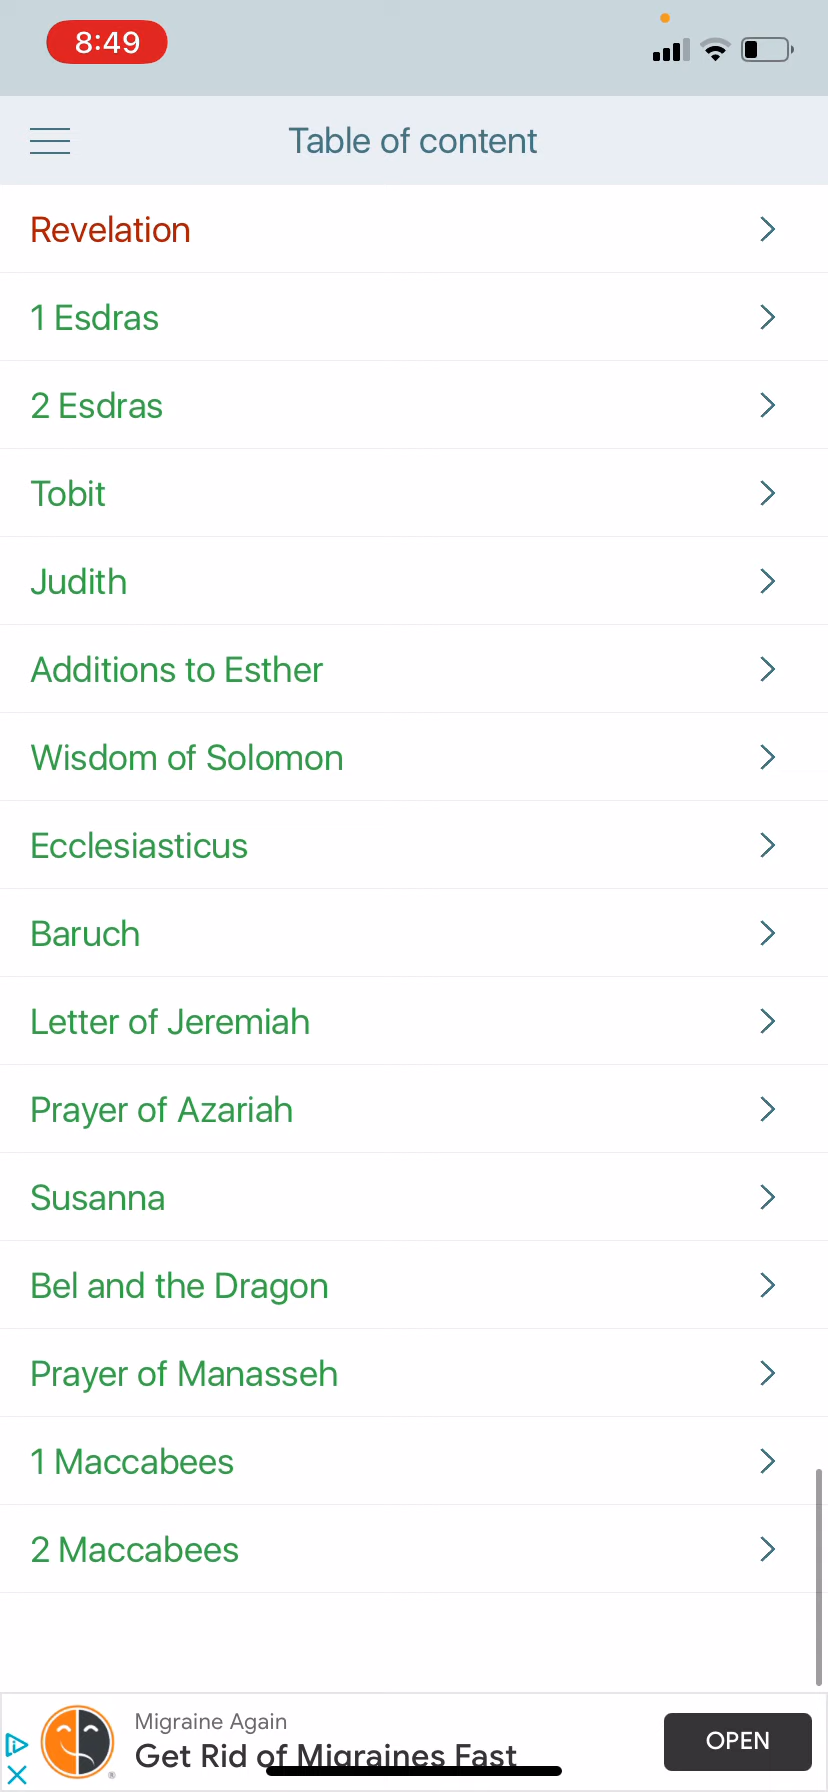 8:49
Table of content
Revelation
1 Esdras
2 Esdras
Tobit
Judith
Additions to Esther
Wisdom of Solomon
Ecclesiasticus
Baruch
Letter of Jeremiah
Prayer of Azariah
Susanna
Bel and the Dragon
Prayer of Manasseh
1 Maccabees
2 Maccabees
Migraine Again
Get Rid of Migraines Fast
OPEN